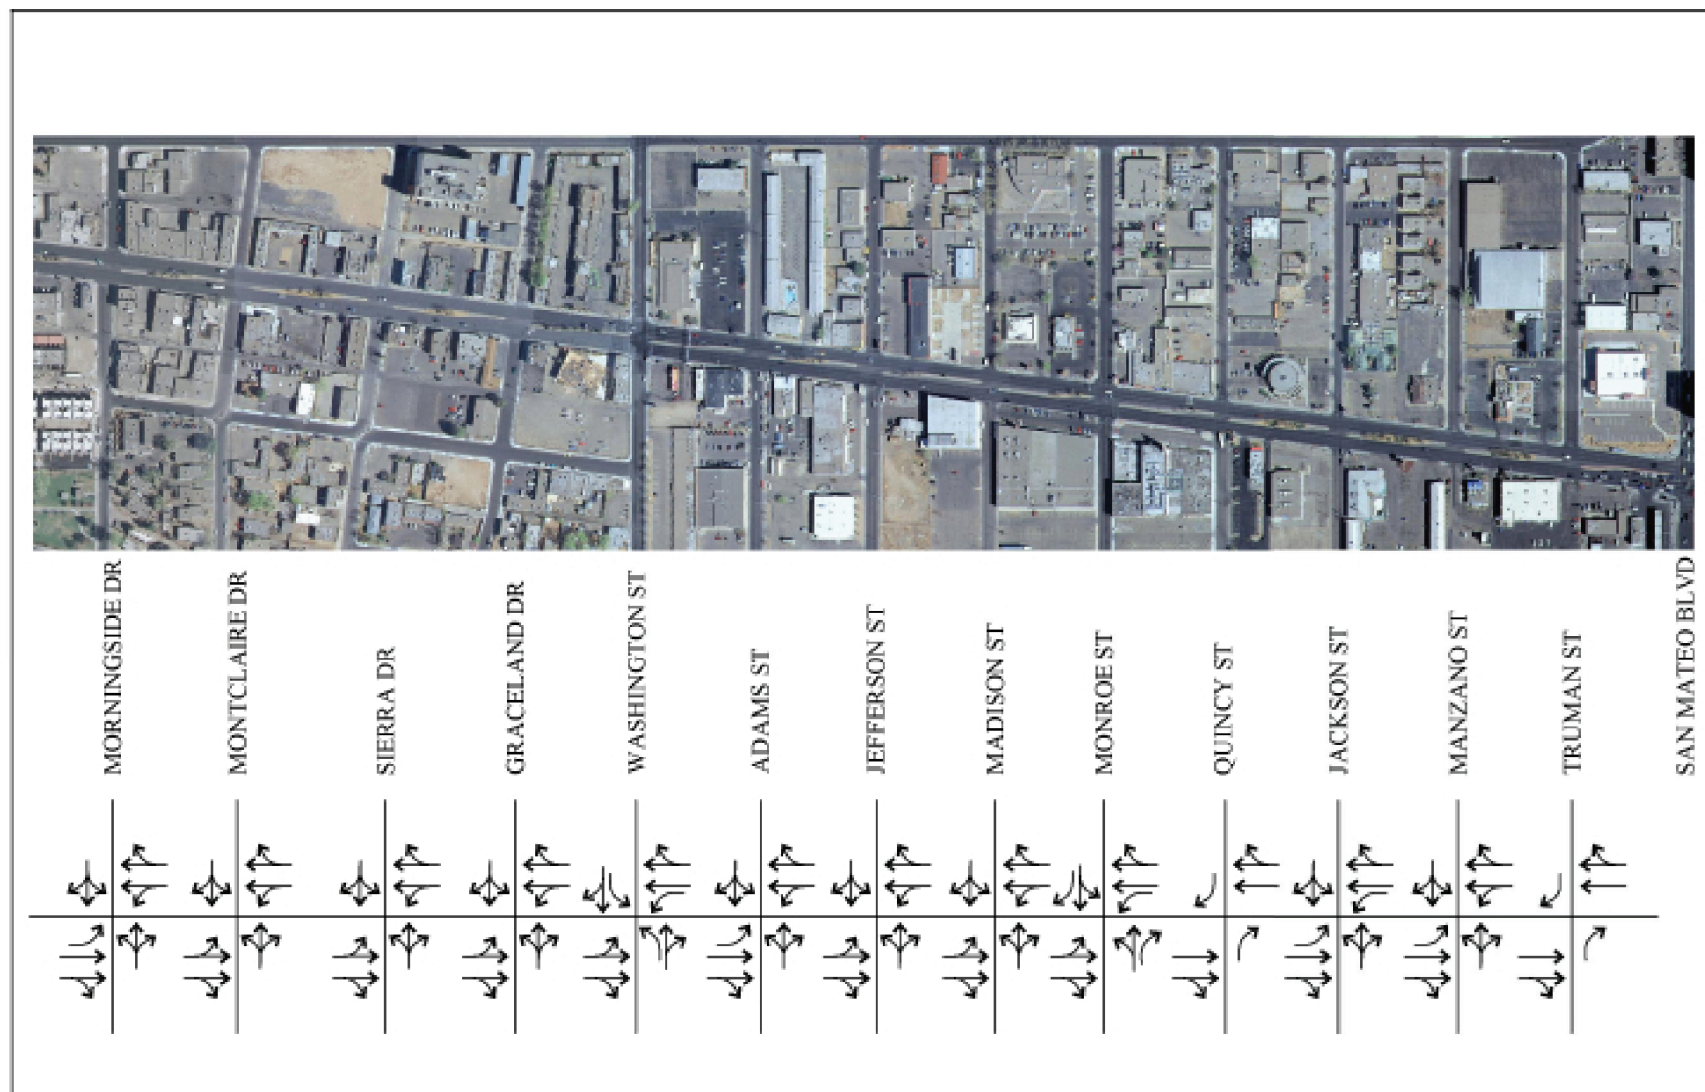 MORNINGSIDE DR
MONTCLAIRE DR
SIERRA DR
GRACELAND DR
WASHINGTON ST
ADAMS ST
JEFFERSON ST
MADISON ST
MONROE ST
QUINCY ST
JACKSON ST
MANZANO ST
TRUMAN ST
SAN MATEO BLVD